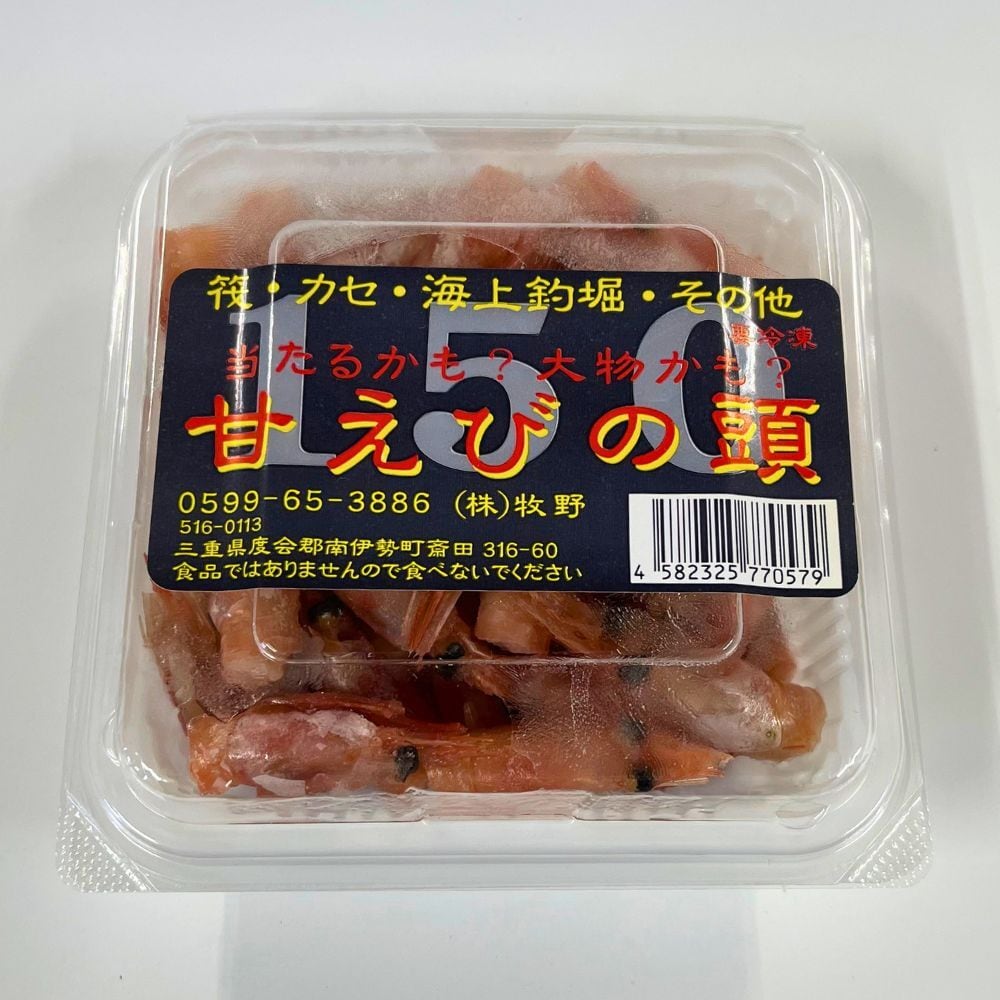 筏・カセ・海上釣堀・その他
150
要冷凍
当たるかも？大物かも？
甘えびの頭
0599-65-3886 (株)牧野
516-0113
三重県度会郡南伊勢町斎田 316-60
食品ではありませんので食べないでください
4 582325 770579